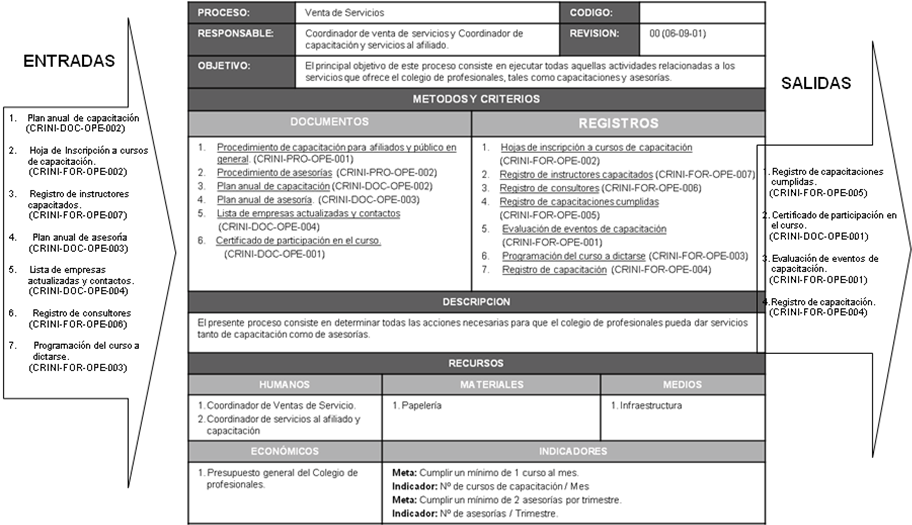 ENTRADAS
1. Plan anual de capacitación
(CRINI-DOC-OPE-002)
2. Hoja de Inscripción a cursos
de capacitación.
(CRINI-FOR-OPE-002)
3. Registro de instructores
capacitados.
(CRINI-FOR-OPE-007)
4. Plan anual de asesoría
(CRINI-DOC-OPE-003)
5. Lista de empresas
actualizadas y contactos.
(CRINI-DOC-OPE-004)
6. Registro de consultores
(CRINI-FOR-OPE-006)
7. Programación del curso a
dictarse.
(CRINI-FOR-OPE-003)
PROCESO: Venta de Servicios CODIGO:
RESPONSABLE: Coordinador de venta de servicios y Coordinador de
capacitación y servicios al afiliado.
REVISION: 00 (06-09-01)
OBJETIVO: El principal objetivo de este proceso consiste en ejecutar todas aquellas actividades relacionadas a los
servicios que ofrece el colegio de profesionales, tales como capacitaciones y asesorías.
METODOS Y CRITERIOS
DOCUMENTOS
1. Procedimiento de capacitación para afiliados y público en
general. (CRINI-PRO-OPE-001)
2. Procedimiento de asesorías (CRINI-PRO-OPE-002)
3. Plan anual de capacitación (CRINI-DOC-OPE-002)
4. Plan anual de asesoría. (CRINI-DOC-OPE-003)
5. Lista de empresas actualizadas y contactos
(CRINI-DOC-OPE-004)
6. Certificado de participación en el curso.
(CRINI-DOC-OPE-001)
REGISTROS
1. Hojas de inscripción a cursos de capacitación
(CRINI-FOR-OPE-002)
2. Registro de instructores capacitados (CRINI-FOR-OPE-007)
3. Registro de consultores (CRINI-FOR-OPE-006)
4. Registro de capacitaciones cumplidas
(CRINI-FOR-OPE-005)
5. Evaluación de eventos de capacitación
(CRINI-FOR-OPE-001)
6. Programación del curso a dictarse (CRINI-FOR-OPE-003)
7. Registro de capacitación (CRINI-FOR-OPE-004)
DESCRIPCION
El presente proceso consiste en determinar todas las acciones necesarias para que el colegio de profesionales pueda dar servicios
tanto de capacitación como de asesorías.
RECURSOS
HUMANOS
1. Coordinador de Ventas de Servicio.
2. Coordinador de servicios al afiliado y
capacitación
MATERIALES
1. Papelería
MEDIOS
1. Infraestructura
ECONÓMICOS
1. Presupuesto general del Colegio de
profesionales.
INDICADORES
Meta: Cumplir un mínimo de 1 curso al mes.
Indicador: Nº de cursos de capacitación / Mes
Meta: Cumplir un mínimo de 2 asesorías por trimestre.
Indicador: Nº de asesorías / Trimestre.
SALIDAS
1. Registro de capacitaciones
cumplidas.
(CRINI-FOR-OPE-005)
2. Certificado de participación en
el curso.
(CRINI-DOC-OPE-001)
3. Evaluación de eventos de
capacitación.
(CRINI-FOR-OPE-001)
4. Registro de capacitación.
(CRINI-FOR-OPE-004)